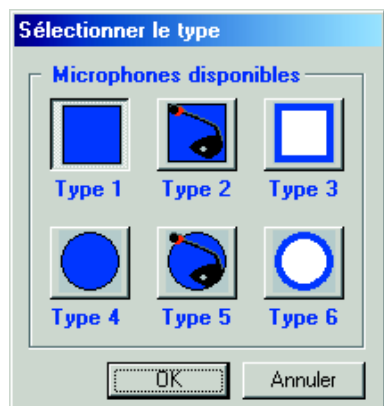 Sélectionner le type
Microphones disponibles
Type 1 Type 2 Type 3
Type 4 Type 5 Type 6
OK Annuler